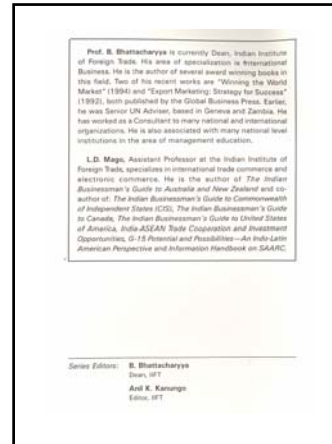 Prof. B. Bhattacharyya is currently Dean, Indian Institute
of Foreign Trade. His area of specialization is International
Business. He is the author of several award winning books in
this field. Two of his recent works are "Winning the World
Market" (1994) and "Export Marketing: Strategy for Success"
(1992), both published by the Global Business Press. Earlier,
he was Senior UN Adviser, based in Geneva and Zambia. He
has worked as a Consultant to many national and international
organizations. He is also associated with many national level
institutions in the area of management education.
L.D. Mago, Assistant Professor at the Indian Institute of
Foreign Trade, specializes in international trade commerce and
electronic commerce. He is the author of The Indian
Businessman's Guide to Australia and New Zealand and co-
author of: The Indian Businessman's Guide to Commonwealth
of Independent States (CIS), The Indian Businessman's Guide
to Canada, The Indian Businessman's Guide to United States
of America, India-ASEAN Trade Cooperation and Investment
Opportunities, G-15 Potential and Possibilities—An Indo-Latin
American Perspective and Information Handbook on SAARC.
Series Editors: B. Bhattacharyya
Dean, IIFT
Anil K. Kanungo
Editor, IIFT